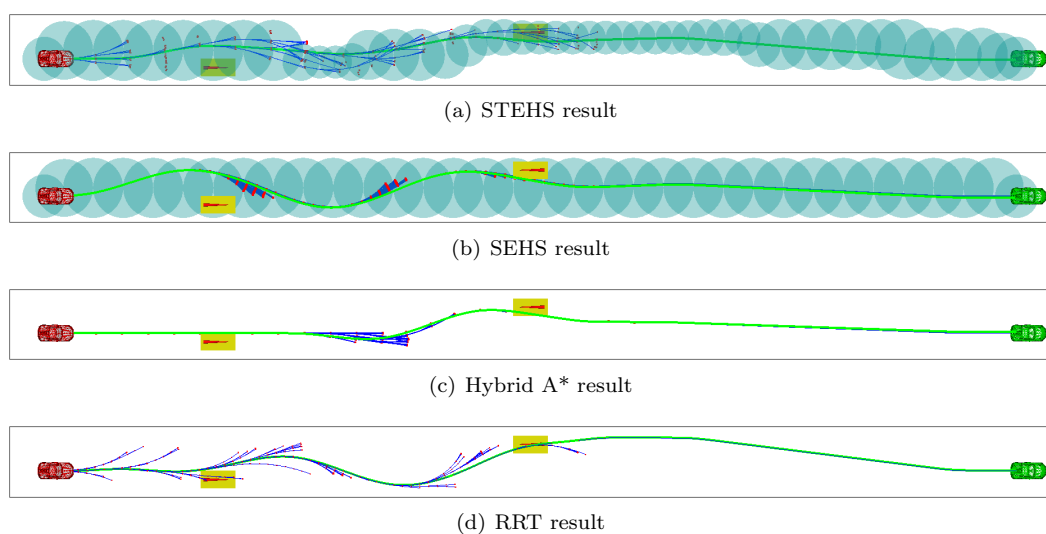 (a) STEHS result
(b) SEHS result
(c) Hybrid A* result
(d) RRT result